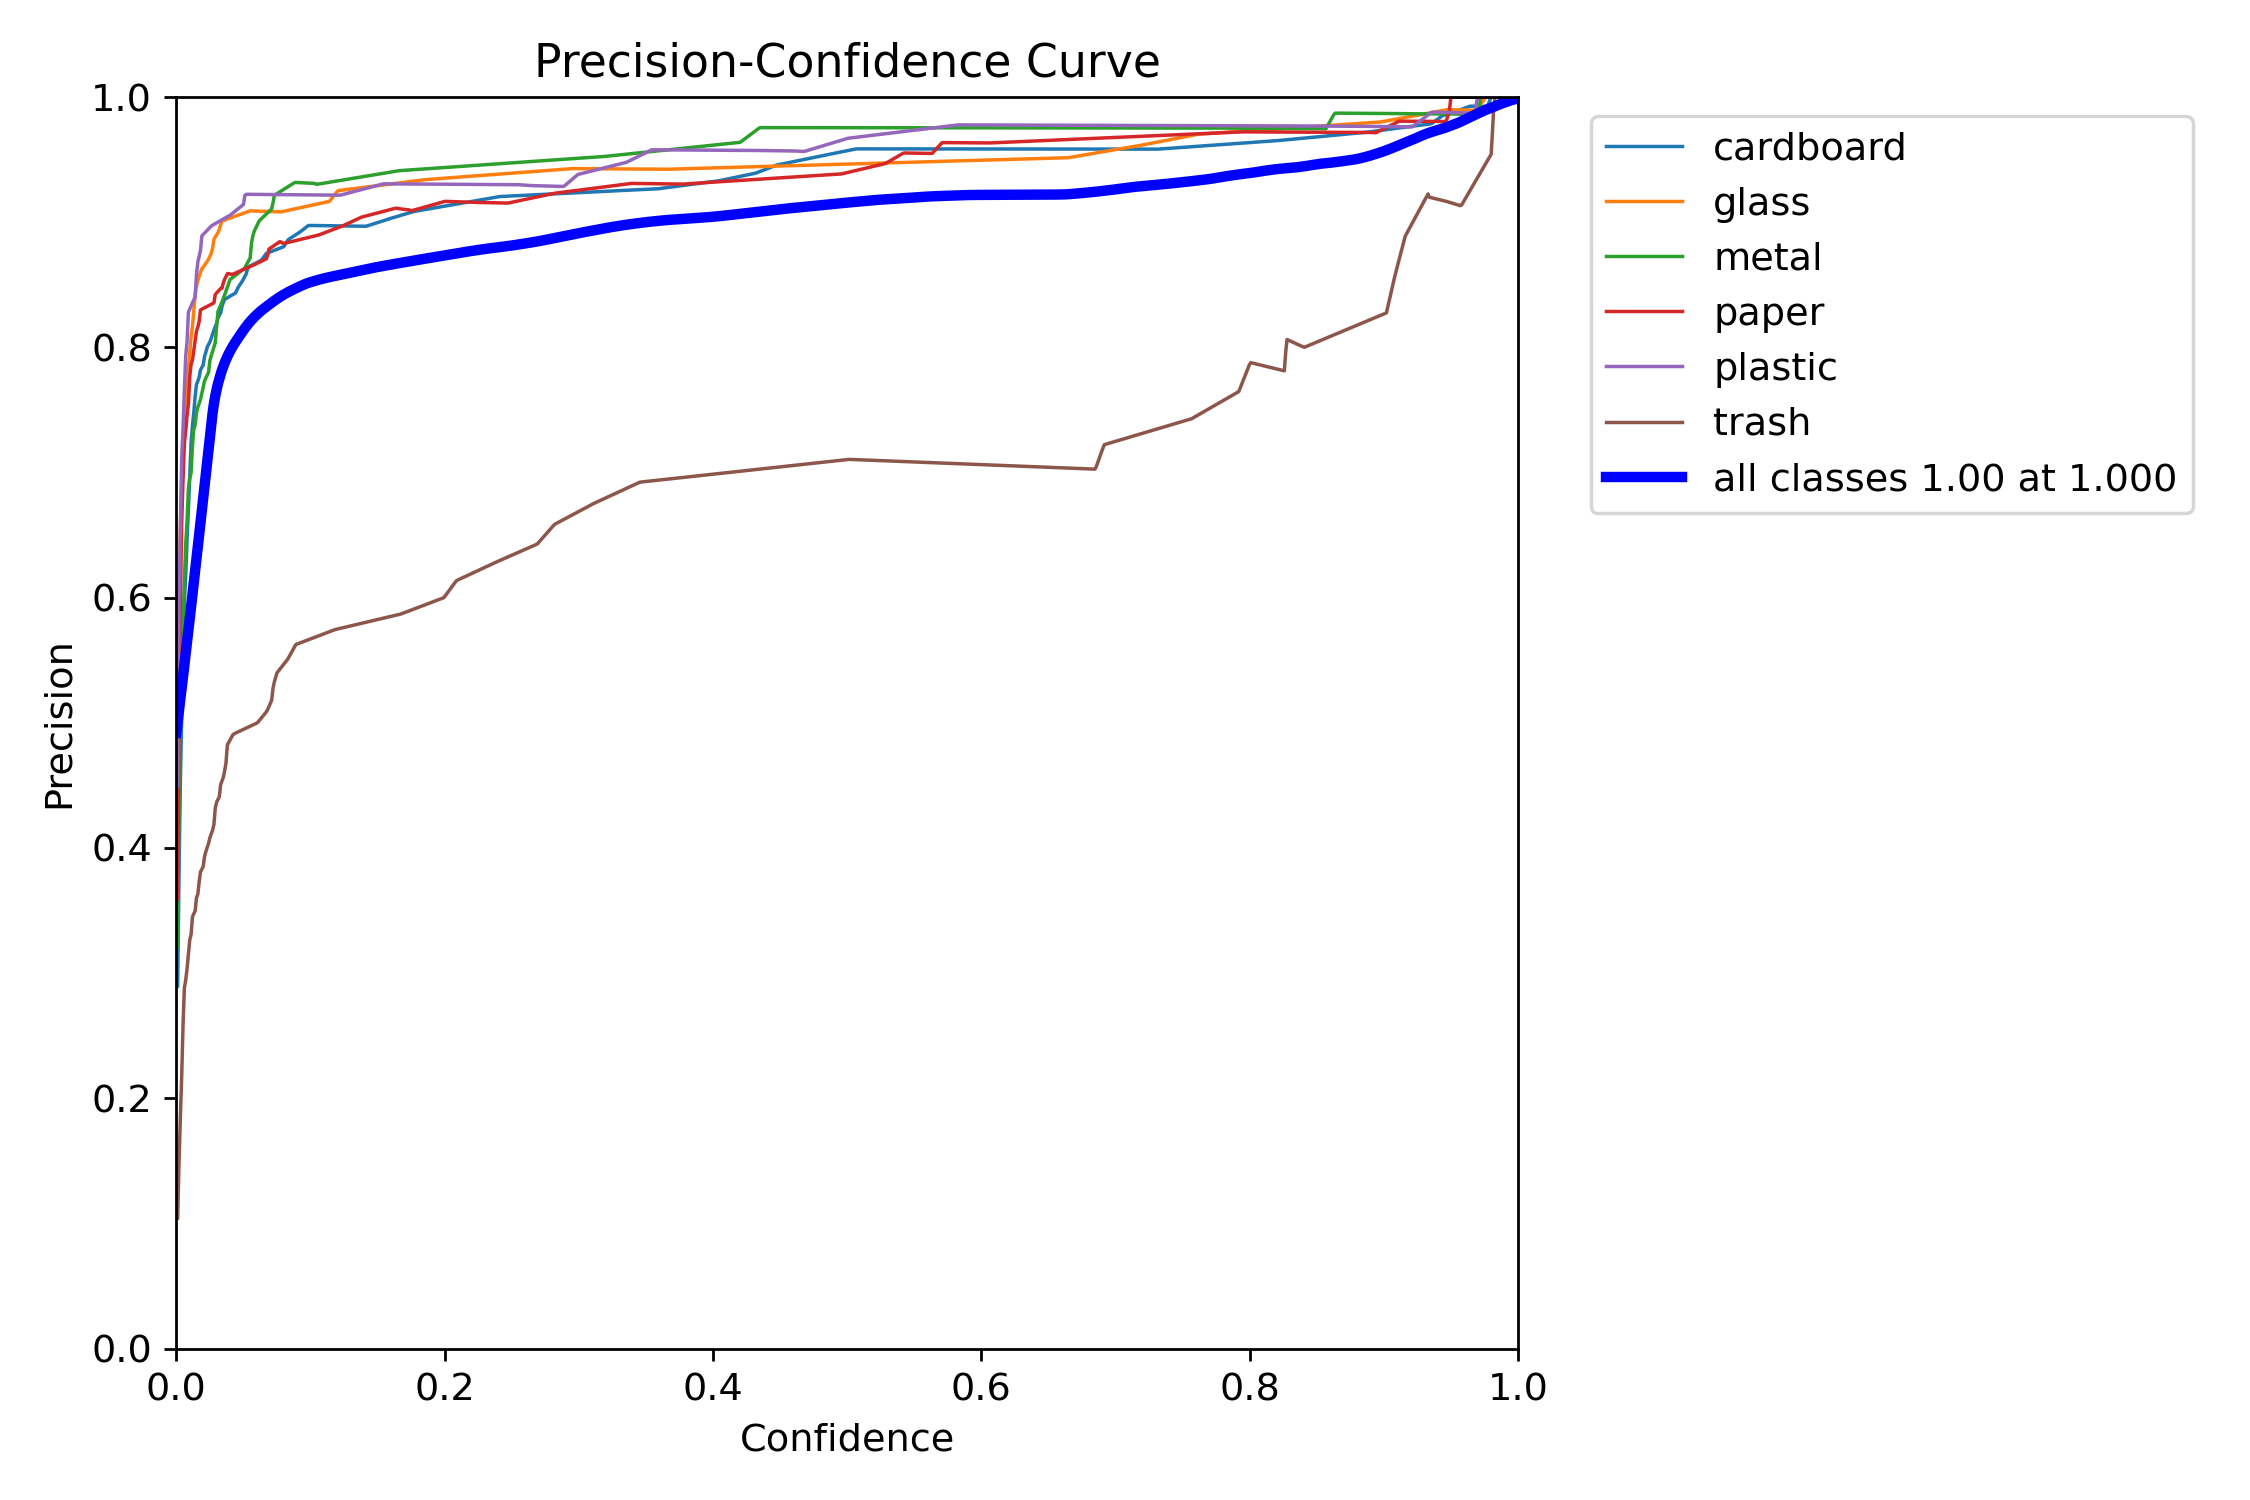 Precision-Confidence Curve
1.0
0.8
0.6
0.4
0.2
0.0
Precision
0.0 0.2 0.4 0.6 0.8 1.0
Confidence
cardboard
glass
metal
paper
plastic
trash
all classes 1.00 at 1.000